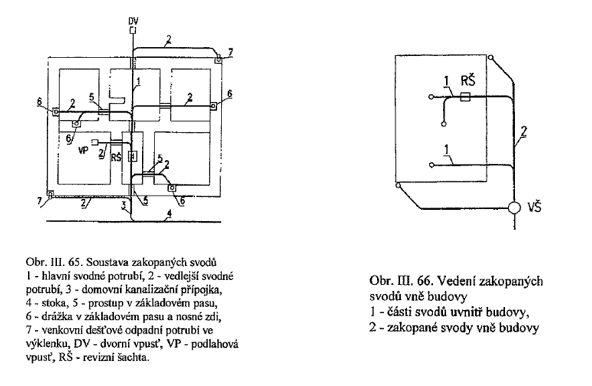 DV
2
7
1
5
6
2
2
6
6
VP
2
RŠ
5
2
6
7
2
3
5
4
Obr. III. 65. Soustava zakopaných svodů
1 - hlavní svodné potrubí, 2 - vedlejší svodné
potrubí, 3 - domovní kanalizační přípojka,
4 - stoka, 5 - prostup v základovém pasu,
6 - drážka v základovém pasu a nosné zdi,
7 - venkovní dešťové odpadní potrubí ve
výklenku, DV - dvorní vpusť, VP - podlahová
vpusť, RŠ - revizní šachta.
1
RŠ
2
1
VŠ
Obr. III. 66. Vedení zakopaných
svodů vně budovy
1 - části svodů uvnitř budovy,
2 - zakopané svody vně budovy